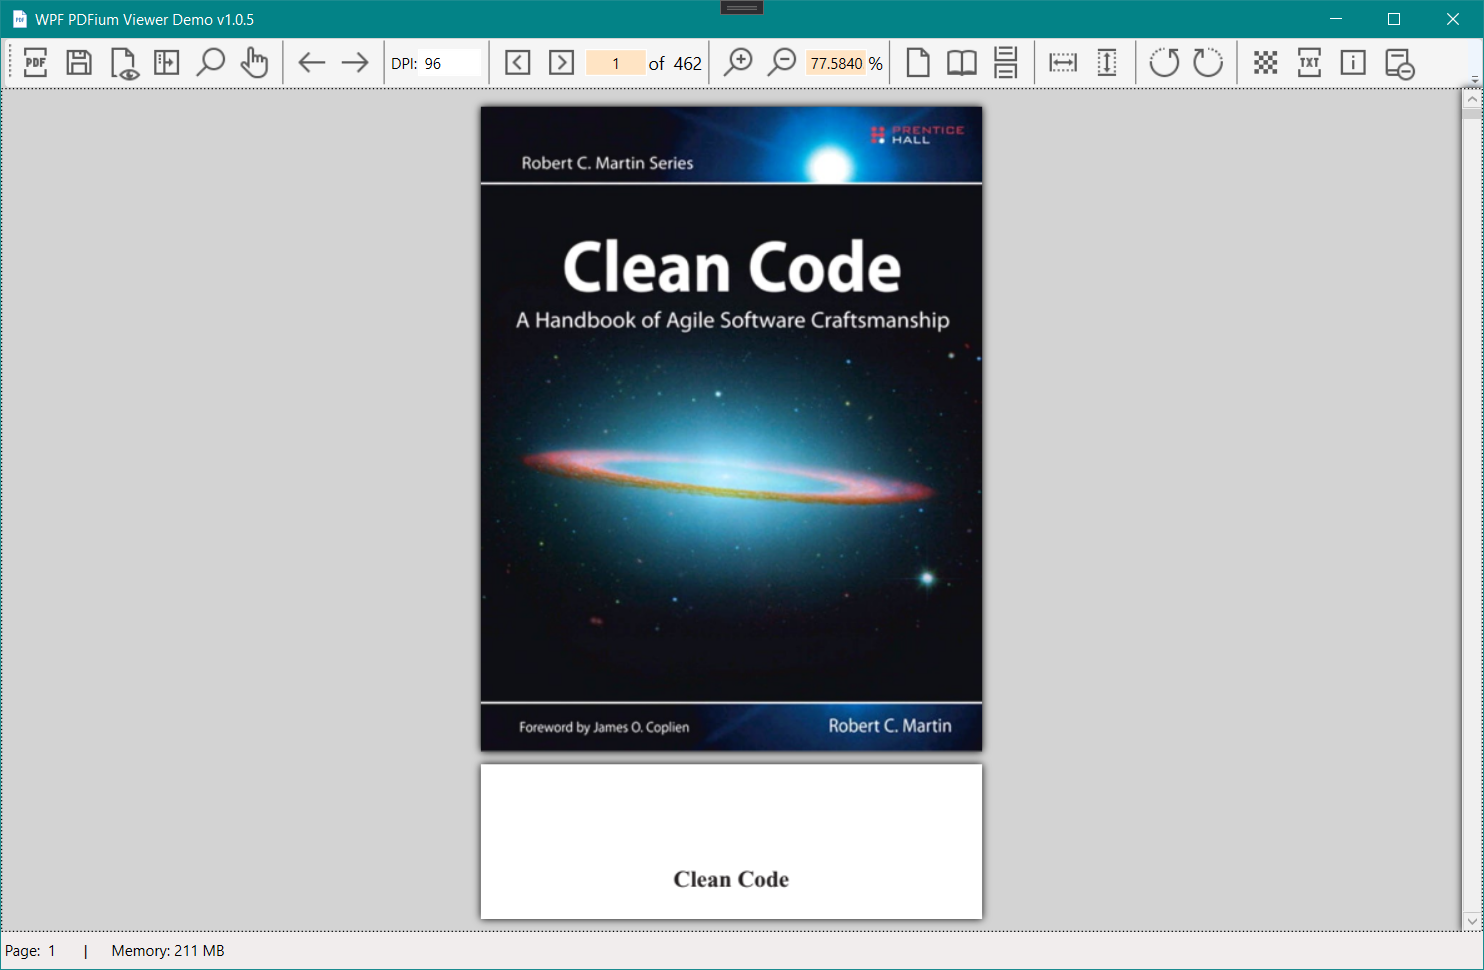 WPF PDFium Viewer Demo v1.0.5
PDF DPI: 96 1 of 462 77.5840 % TXT
PRENTICE
HALL
Robert C. Martin Series
Clean Code
A Handbook of Agile Software Craftsmanship
Foreword by James O. Coplien Robert C. Martin
Clean Code
Page: 1 | Memory: 211 MB